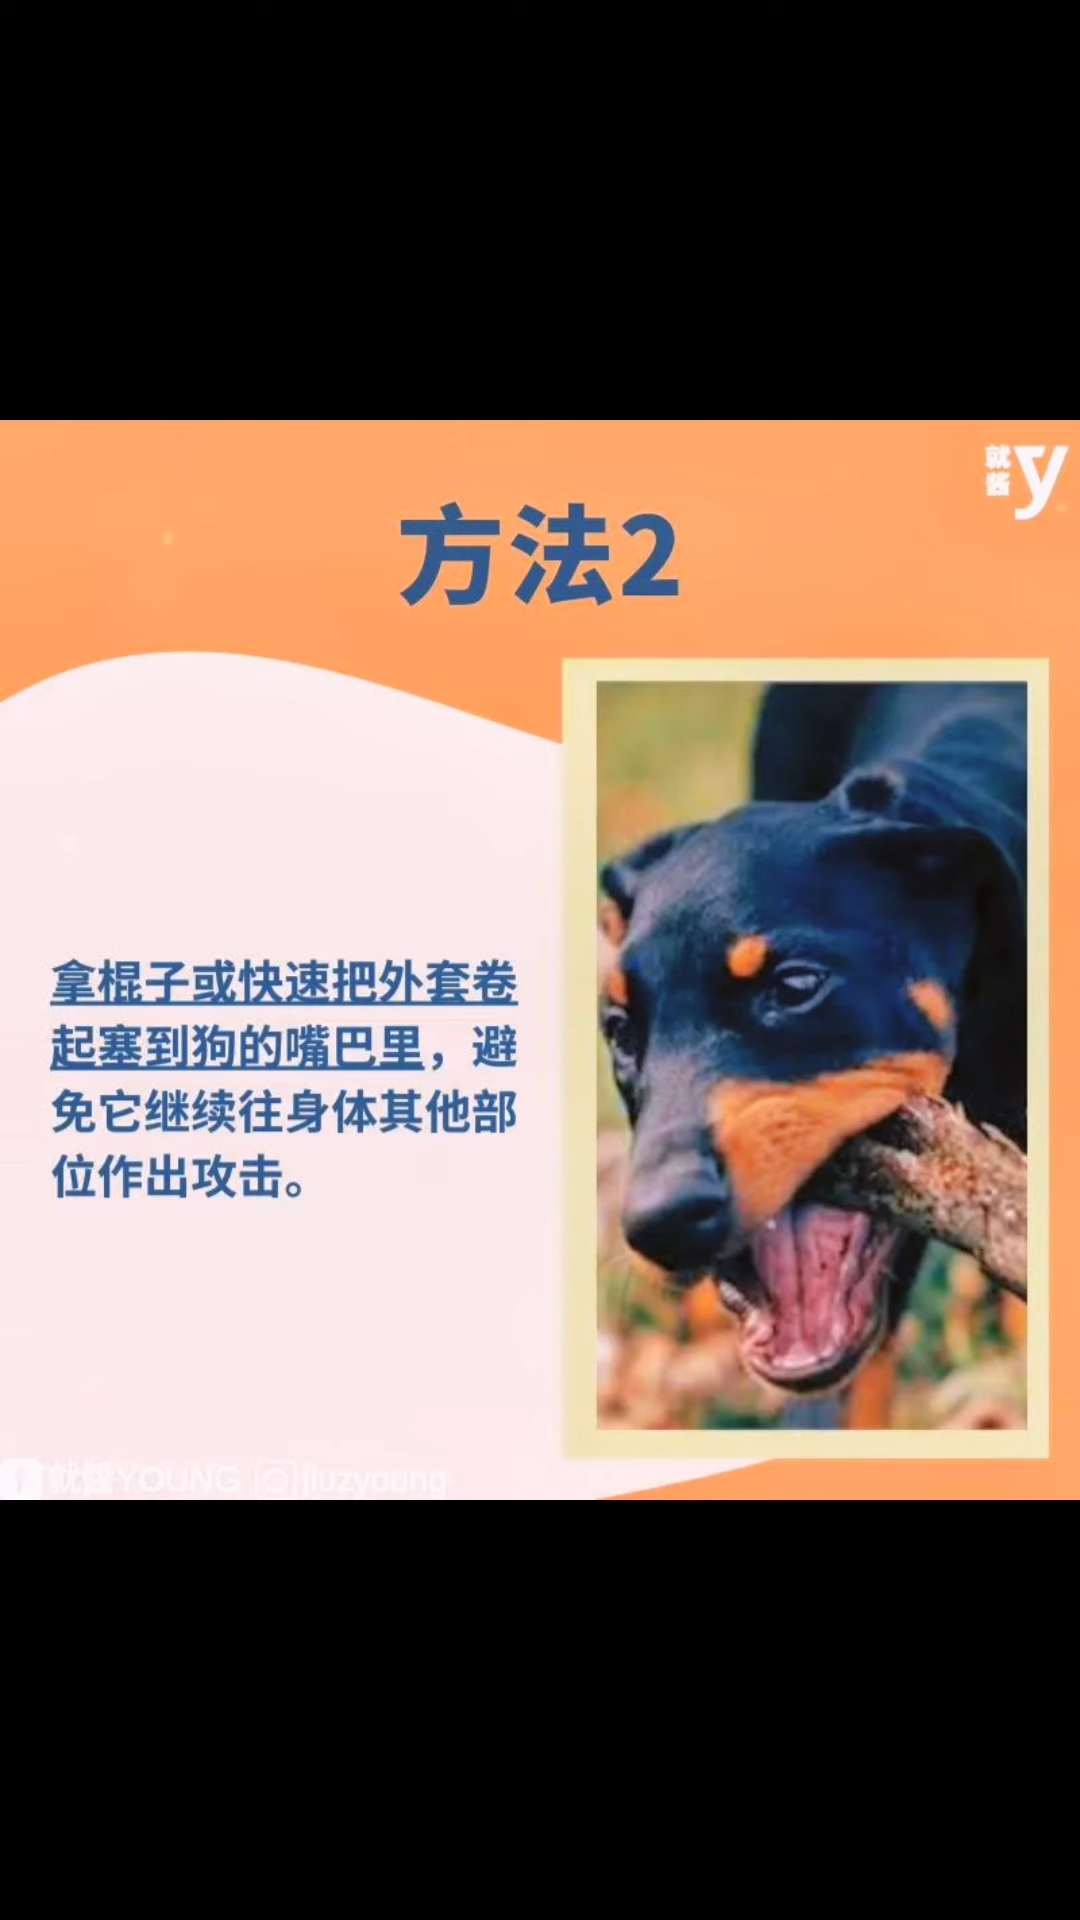 就酱 y
方法2
拿棍子或快速把外套卷
起塞到狗的嘴巴里，避
免它继续往身体其他部
位作出攻击。
就酱YOUNG jiuzyoung